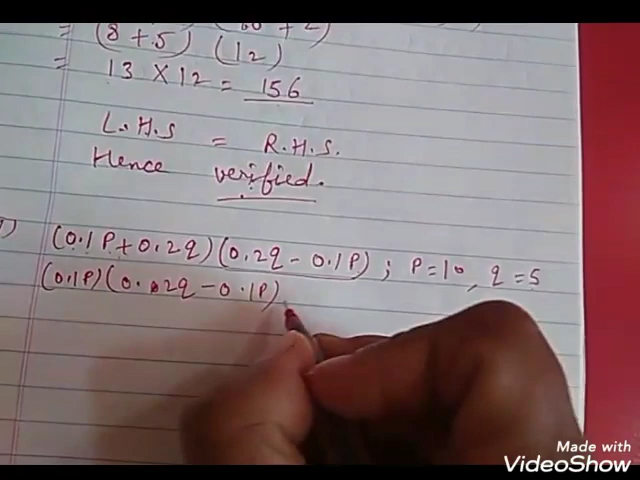 = (8 + 5) (12)
= 13 × 12 = 156
L.H.S = R.H.S.
Hence verified.
(0.1P + 0.2q) (0.2q - 0.1P) ; P = 10, q = 5
(0.1P) (0.02q - 0.1P)
Made with
VideoShow